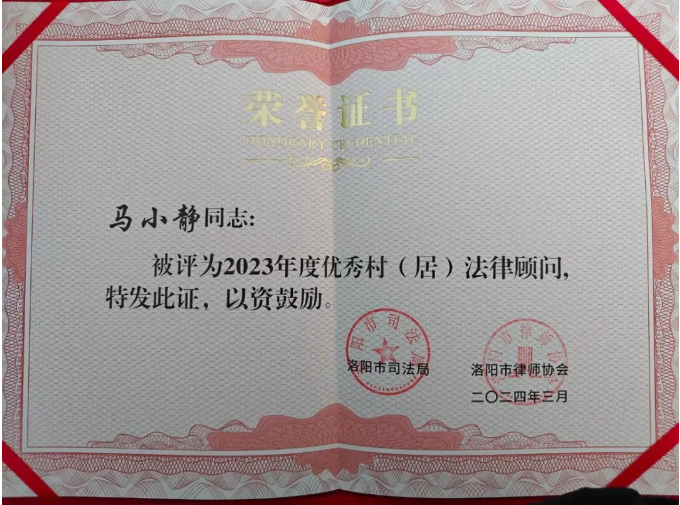 荣誉证书
HONORARY CREDENTIAL
马小静同志:
被评为2023年度优秀村（居）法律顾问,
特发此证，以资鼓励。
洛阳市司法局
洛阳市律师协会
二〇二四年三月